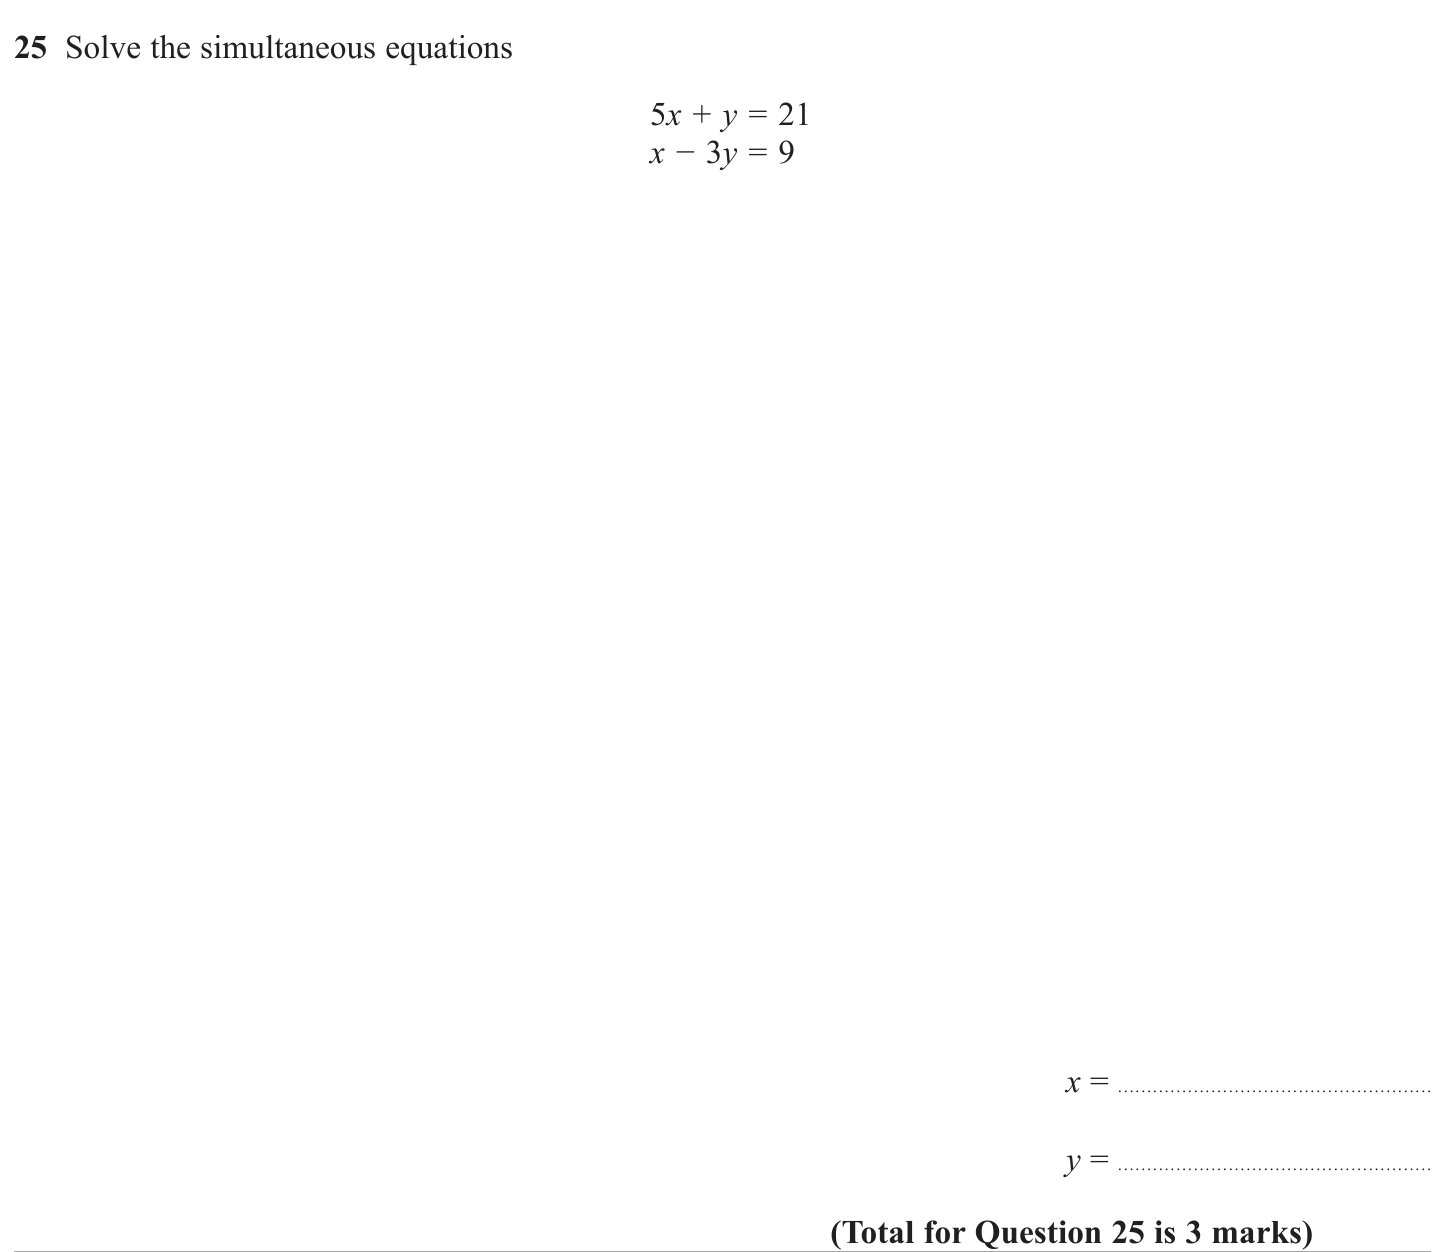 25 Solve the simultaneous equations
5x + y = 21
x − 3y = 9
x = ......................................................
y = ......................................................
(Total for Question 25 is 3 marks)